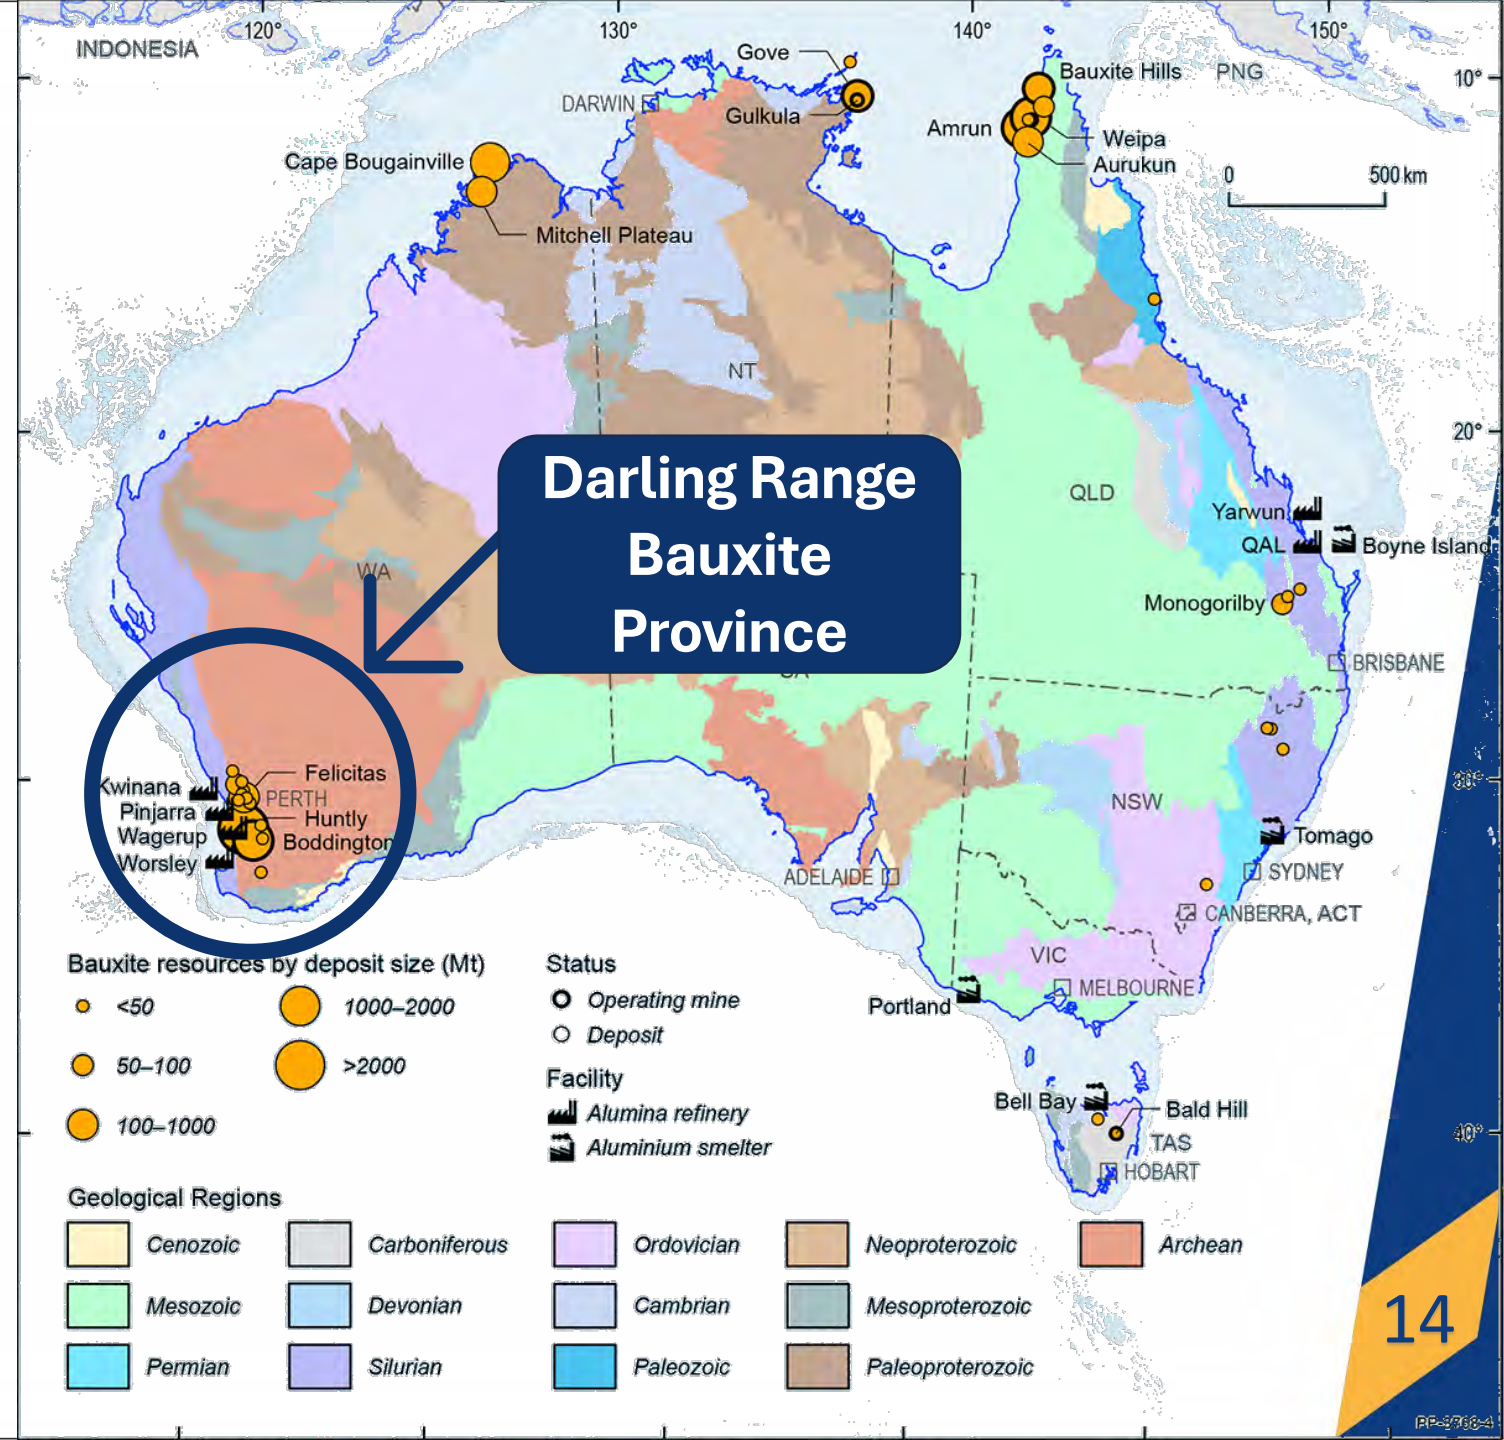 120°
130°
140°
150°
INDONESIA
PNG
10°
Gove
Bauxite Hills
DARWIN
Gulkula
Amrun
Weipa
Aurukun
Cape Bougainville
0
500 km
Mitchell Plateau
NT
20°
Darling Range
Bauxite
Province
QLD
Yarwun
QAL
Boyne Island
WA
Monogorilby
BRISBANE
SA
Felicitas
30°
Kwinana
PERTH
Pinjarra
Huntly
NSW
Wagerup
Boddington
Tomago
Worsley
ADELAIDE
SYDNEY
CANBERRA, ACT
VIC
MELBOURNE
Portland
Bauxite resources by deposit size (Mt)
<50
1000–2000
50–100
>2000
100–1000
Status
Operating mine
Deposit
Facility
Alumina refinery
Aluminium smelter
Bell Bay
Bald Hill
40°
TAS
HOBART
Geological Regions
Cenozoic
Carboniferous
Ordovician
Neoproterozoic
Archean
Mesozoic
Devonian
Cambrian
Mesoproterozoic
Permian
Silurian
Paleozoic
Paleoproterozoic
14
PP-3768-4